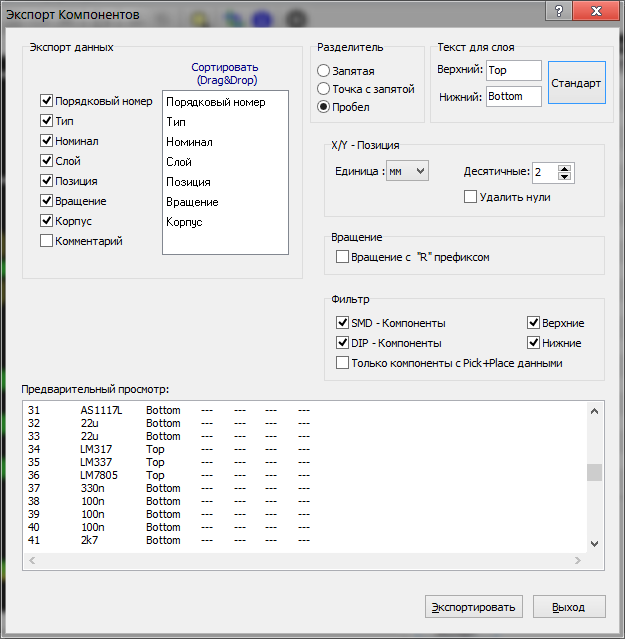 Экспорт Компонентов
Экспорт данных
Сортировать
(Drag&Drop)
Порядковый номер
Тип
Номинал
Слой
Позиция
Вращение
Корпус
Комментарий
Порядковый номер
Тип
Номинал
Слой
Позиция
Вращение
Корпус
Разделитель
Запятая
Точка с запятой
Пробел
Текст для слоя
Верхний: Top
Нижний: Bottom
Стандарт
X/Y - Позиция
Единица : мм
Десятичные: 2
Удалить нули
Вращение
Вращение с "R" префиксом
Фильтр
SMD - Компоненты
Верхние
DIP - Компоненты
Нижние
Только компоненты с Pick+Place данными
Предварительный просмотр:
31 AS1117L Bottom --- --- --- ---
32 22u Bottom --- --- --- ---
33 22u Bottom --- --- --- ---
34 LM317 Top --- --- --- ---
35 LM337 Top --- --- --- ---
36 LM7805 Top --- --- --- ---
37 330n Bottom --- --- --- ---
38 100n Bottom --- --- --- ---
39 100n Bottom --- --- --- ---
40 100n Bottom --- --- --- ---
41 2k7 Bottom --- --- --- ---
Экспортировать
Выход